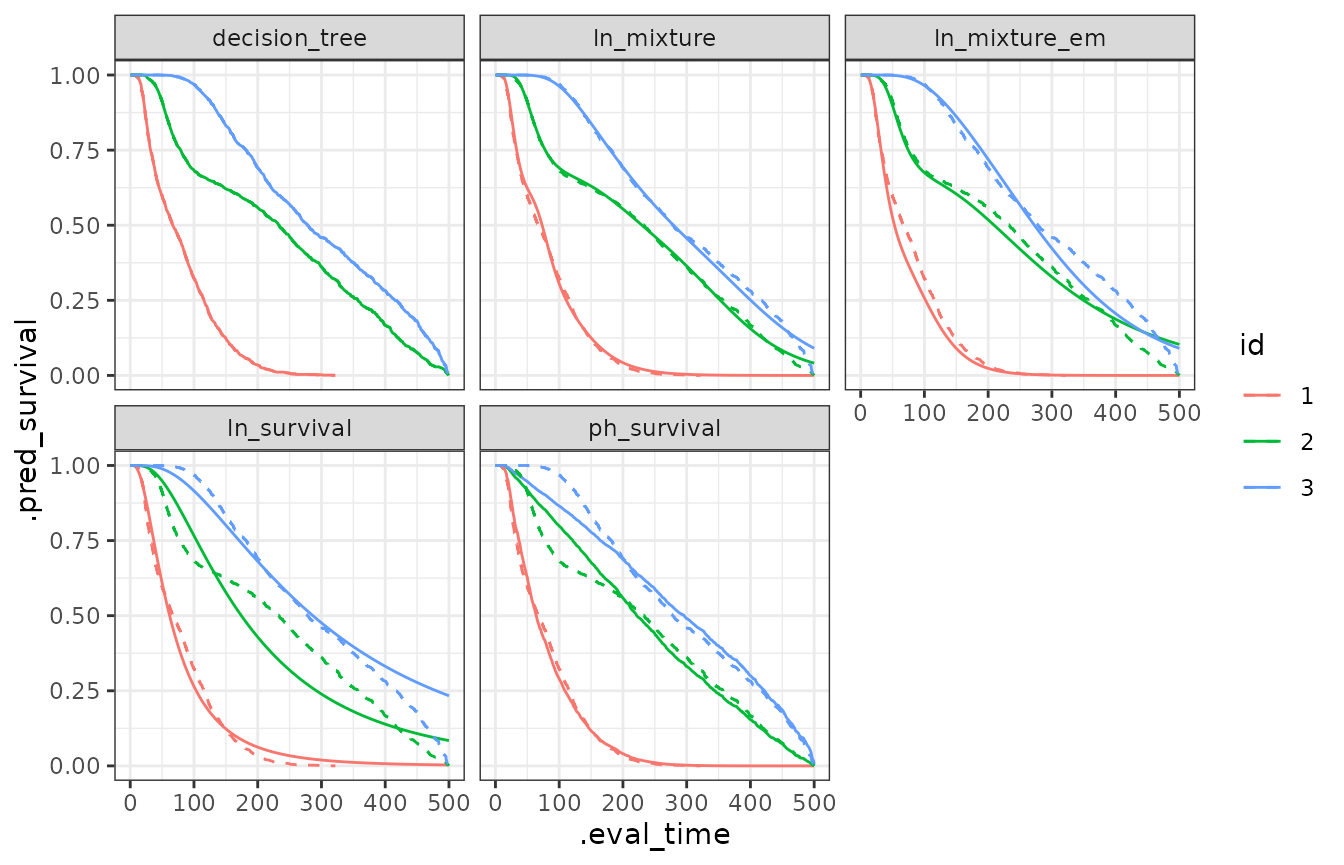 decision_tree
ln_mixture
ln_mixture_em
1.00
0.75
0.50
0.25
0.00
0 100 200 300 400 500
ln_survival
ph_survival
1.00
0.75
0.50
0.25
0.00
0 100 200 300 400 500
0 100 200 300 400 500
.eval_time
.pred_survival
id
1
2
3